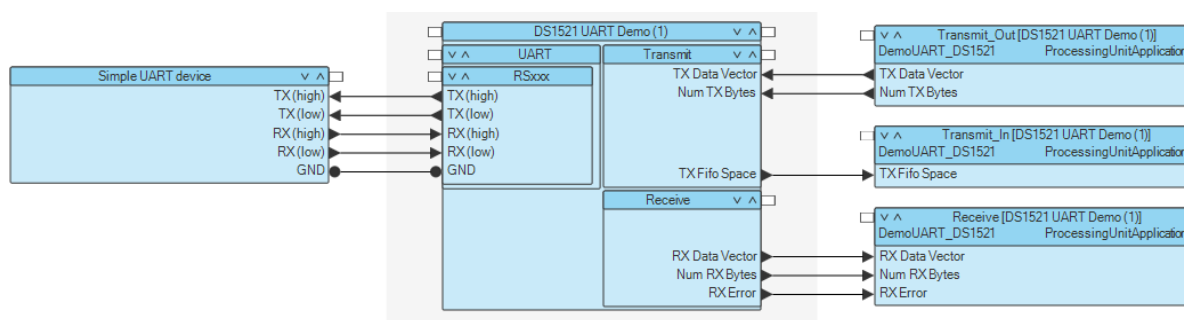 DS1521 UART Demo (1)
UART
Transmit
Simple UART device
RSxxx
TX (high)
TX (low)
RX (high)
RX (low)
GND
TX (high)
TX (low)
RX (high)
RX (low)
GND
TX Data Vector
Num TX Bytes
TX Fifo Space
Receive
RX Data Vector
Num RX Bytes
RX Error
Transmit_Out [DS1521 UART Demo (1)]
DemoUART_DS1521 ProcessingUnitApplication
TX Data Vector
Num TX Bytes
Transmit_In [DS1521 UART Demo (1)]
DemoUART_DS1521 ProcessingUnitApplication
TX Fifo Space
Receive [DS1521 UART Demo (1)]
DemoUART_DS1521 ProcessingUnitApplication
RX Data Vector
Num RX Bytes
RX Error